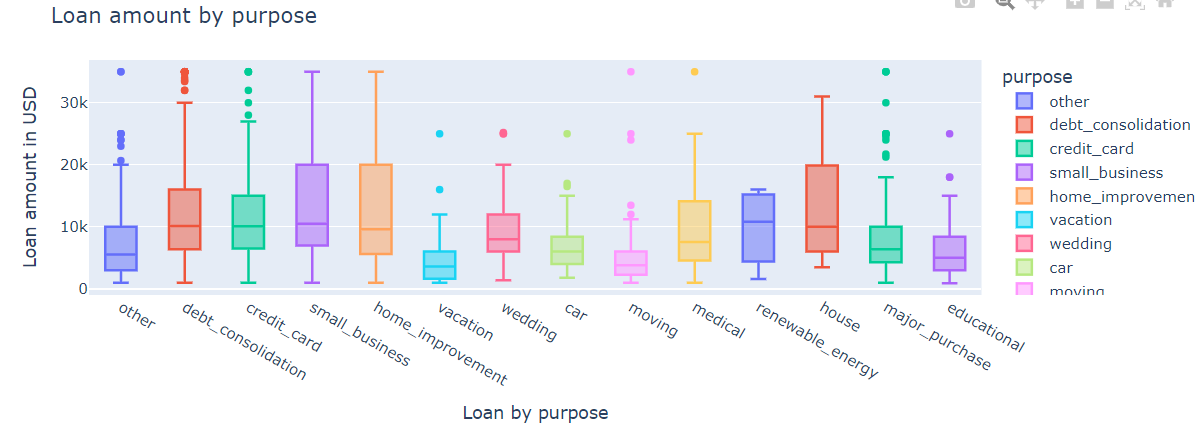 Loan amount by purpose
Loan amount in USD
30k
20k
10k
0
other
debt_consolidation
credit_card
small_business
home_improvement
vacation
wedding
car
moving
medical
renewable_energy
house
major_purchase
educational
Loan by purpose
purpose
other
debt_consolidation
credit_card
small_business
home_improvemen
vacation
wedding
car
moving